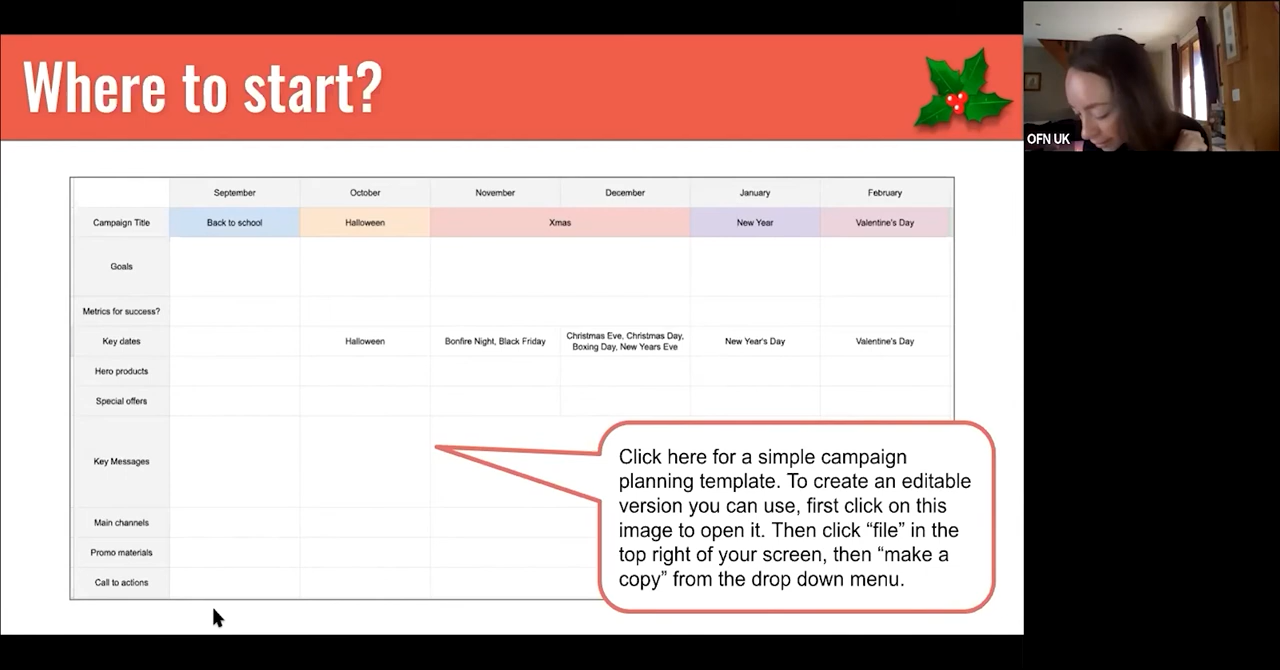 Where to start?
OFN UK
September October November December January February
Campaign Title Back to school Halloween Xmas New Year Valentine's Day
Goals
Metrics for success?
Key dates Halloween Bonfire Night, Black Friday Christmas Eve, Christmas Day, Boxing Day, New Years Eve New Year's Day Valentine's Day
Hero products
Special offers
Key Messages
Main channels
Promo materials
Call to actions
Click here for a simple campaign
planning template. To create an editable
version you can use, first click on this
image to open it. Then click “file” in the
top right of your screen, then “make a
copy” from the drop down menu.